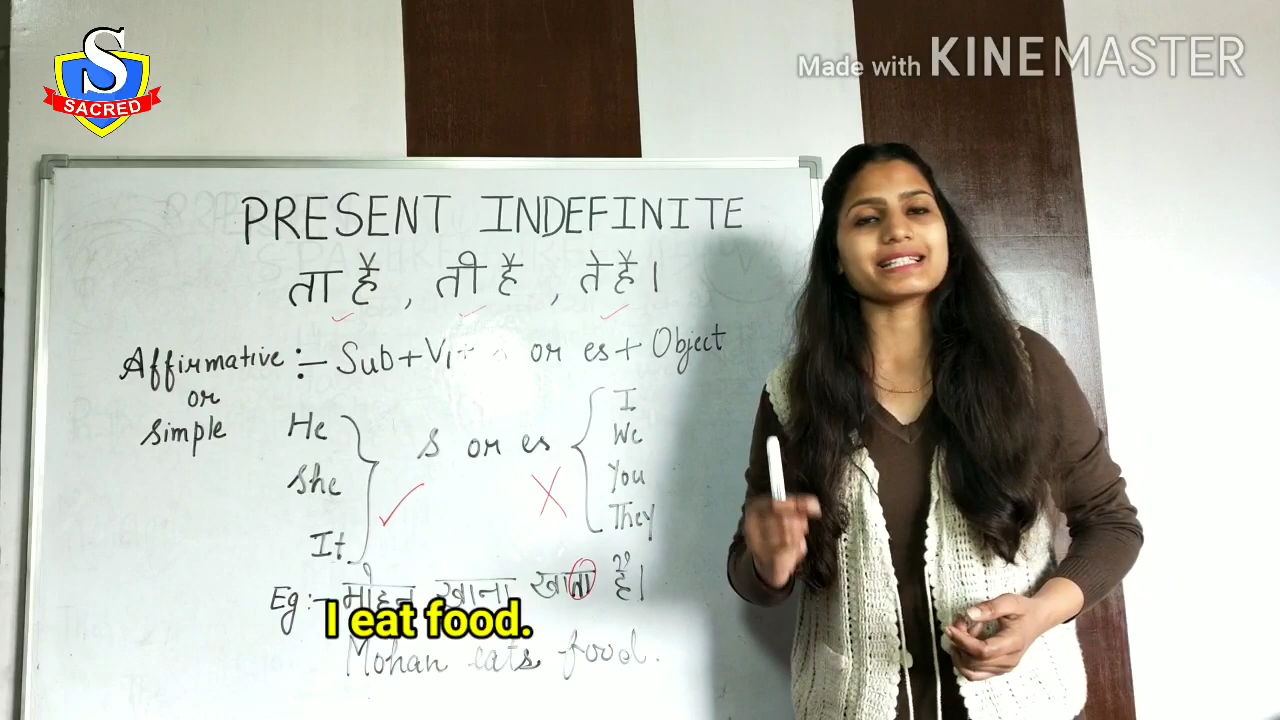 S
SACRED
Made with KINEMASTER
PRESENT INDEFINITE
ता है , ती है , ते है।
Affirmative :- Sub + V1 + or es + Object
or
Simple
He
She
It
s or es
I
We
You
They
Eg :- मोहन खाना खाता है।
I eat food.
Mohan eats food.